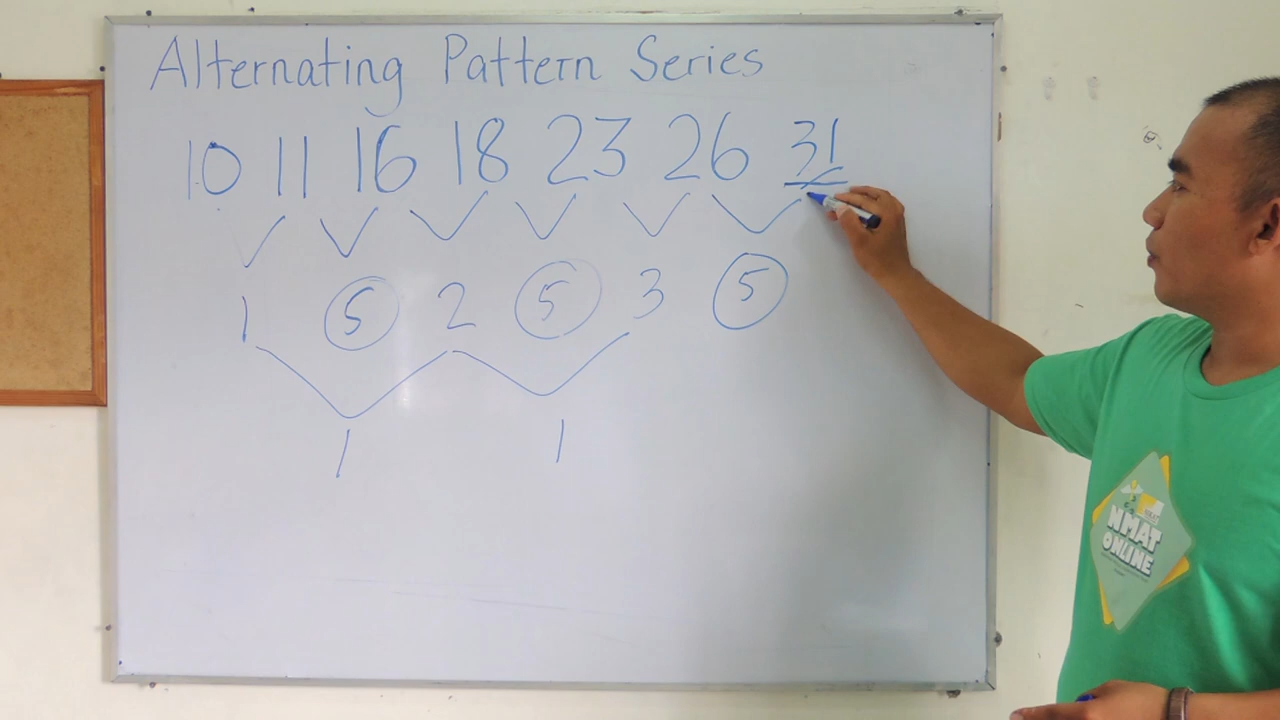 Alternating Pattern Series
10 11 16 18 23 26 31
1 5 2 5 3 5
1 1
NMAT
ONLINE